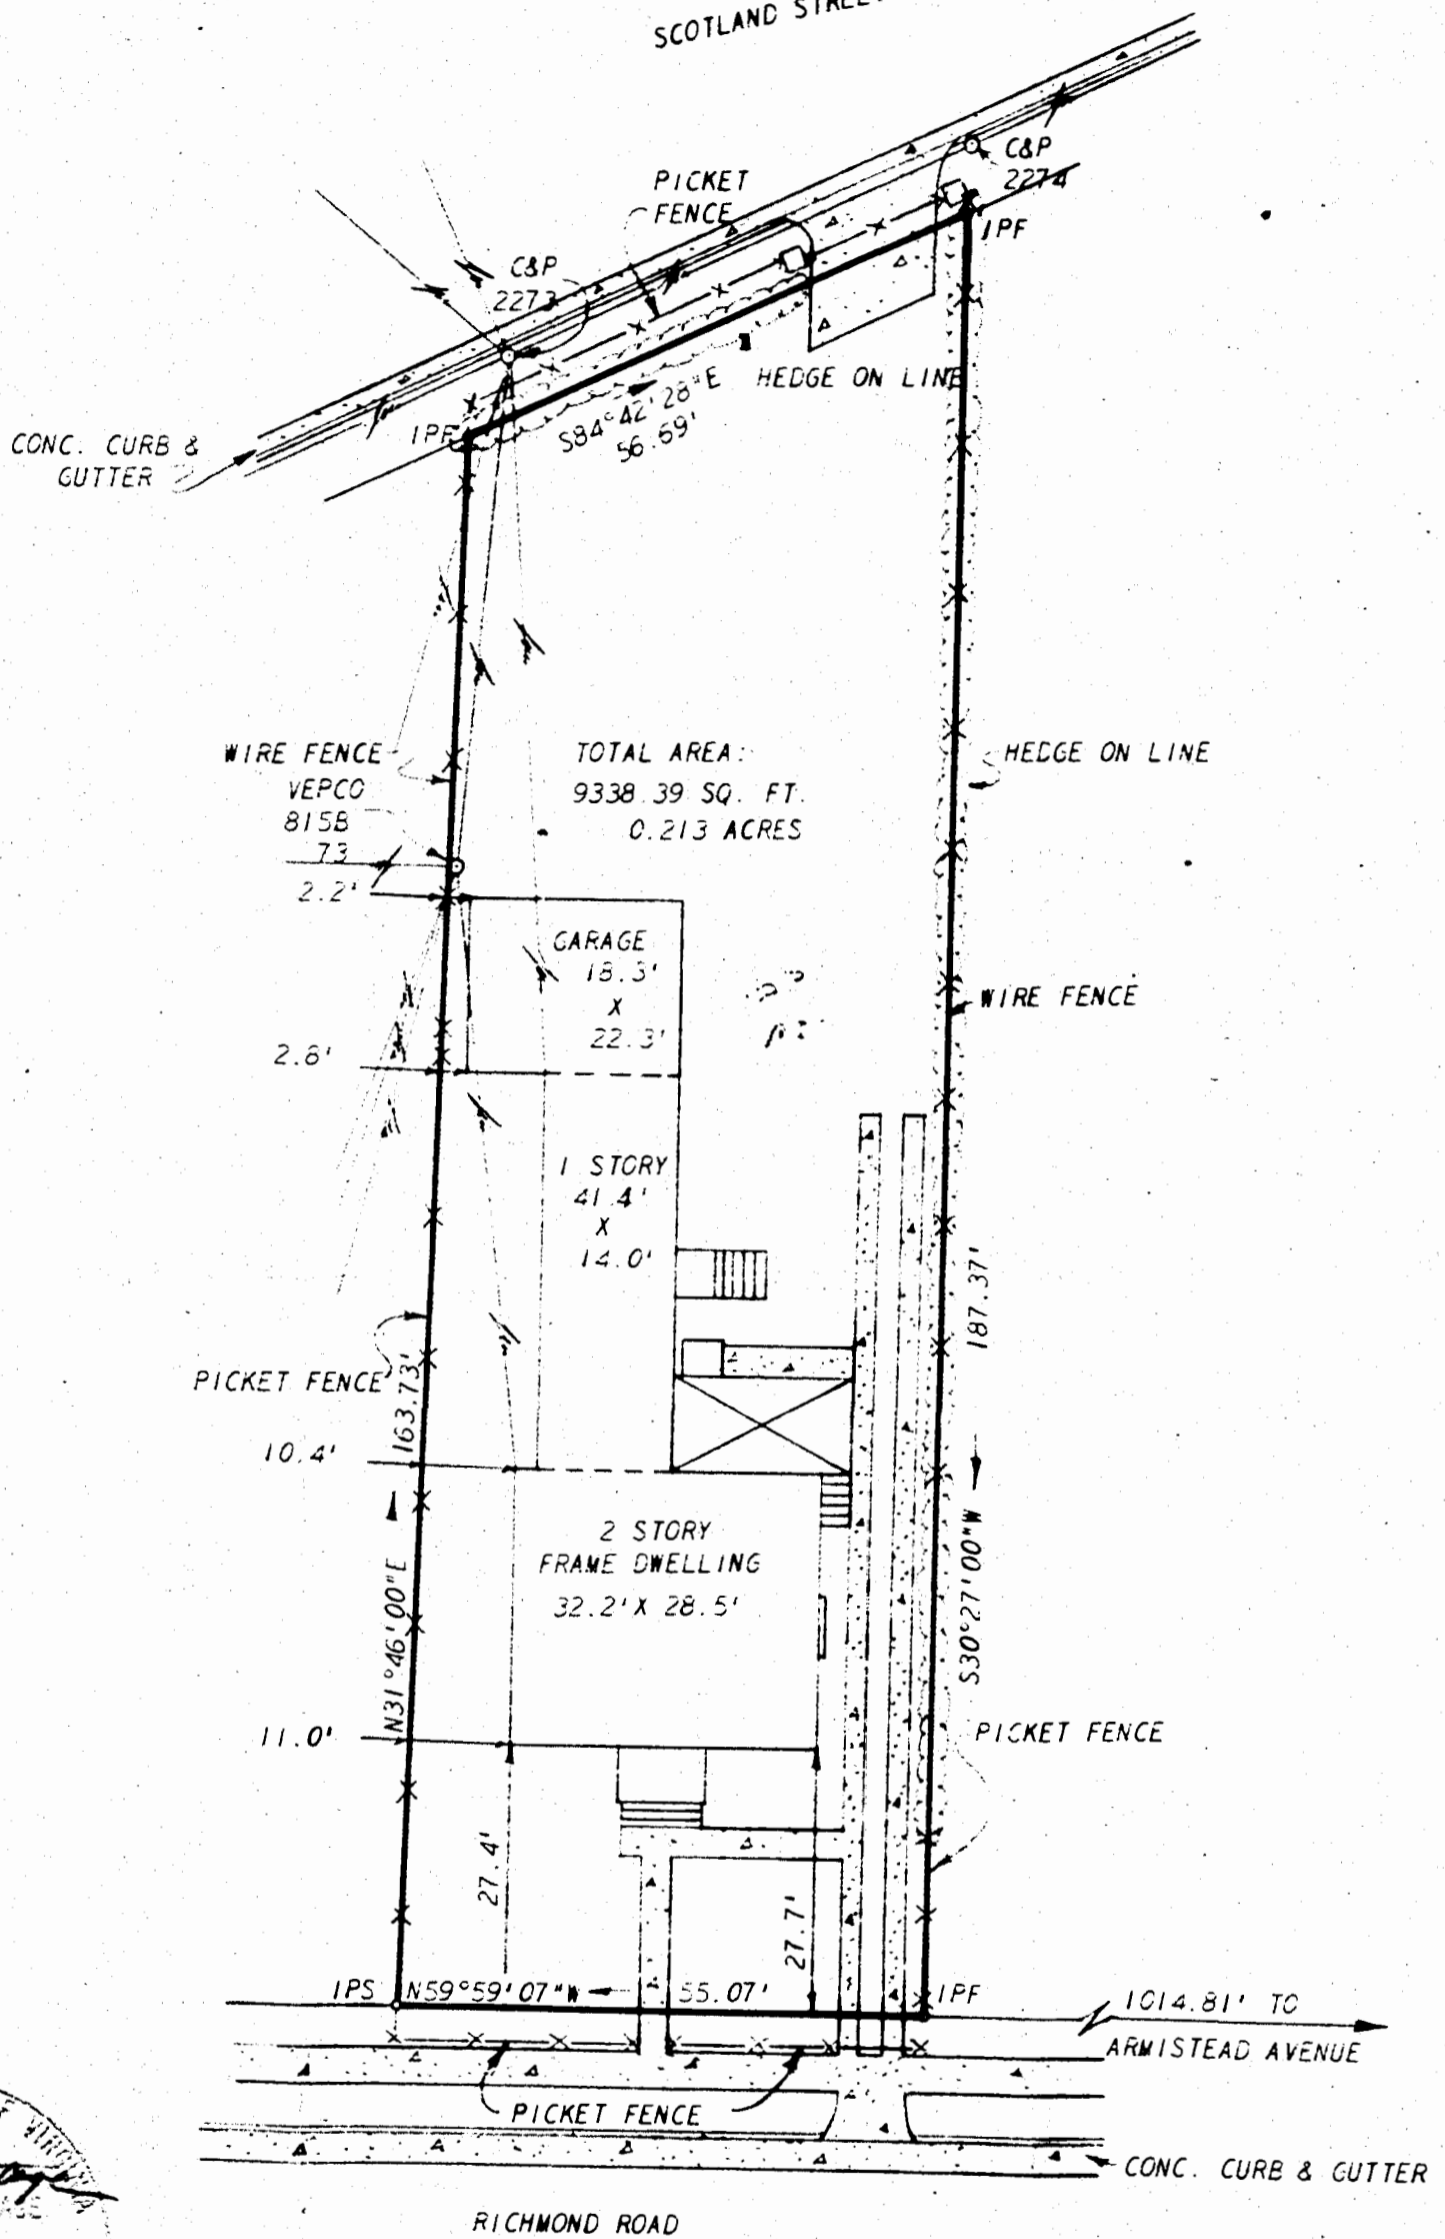 SCOTLAND STREET
C&P
2274
PICKET
FENCE
IPF
C&P
2273
HEDGE ON LINE
S84°42'28"E
56.69'
IPF
CONC. CURB &
GUTTER
WIRE FENCE
VEPCO
815B
73
2.2'
TOTAL AREA:
9338.39 SQ. FT.
0.213 ACRES
HEDGE ON LINE
GARAGE
18.3'
X
22.3'
WIRE FENCE
2.8'
1 STORY
41.4'
X
14.0'
187.37'
S30°27'00"W
PICKET FENCE
163.73'
N31°46'00"E
10.4'
2 STORY
FRAME DWELLING
32.2' X 28.5'
11.0'
PICKET FENCE
27.4'
27.7'
IPS
N59°59'07"W
55.07'
IPF
1014.81' TO
ARMISTEAD AVENUE
PICKET FENCE
CONC. CURB & GUTTER
RICHMOND ROAD